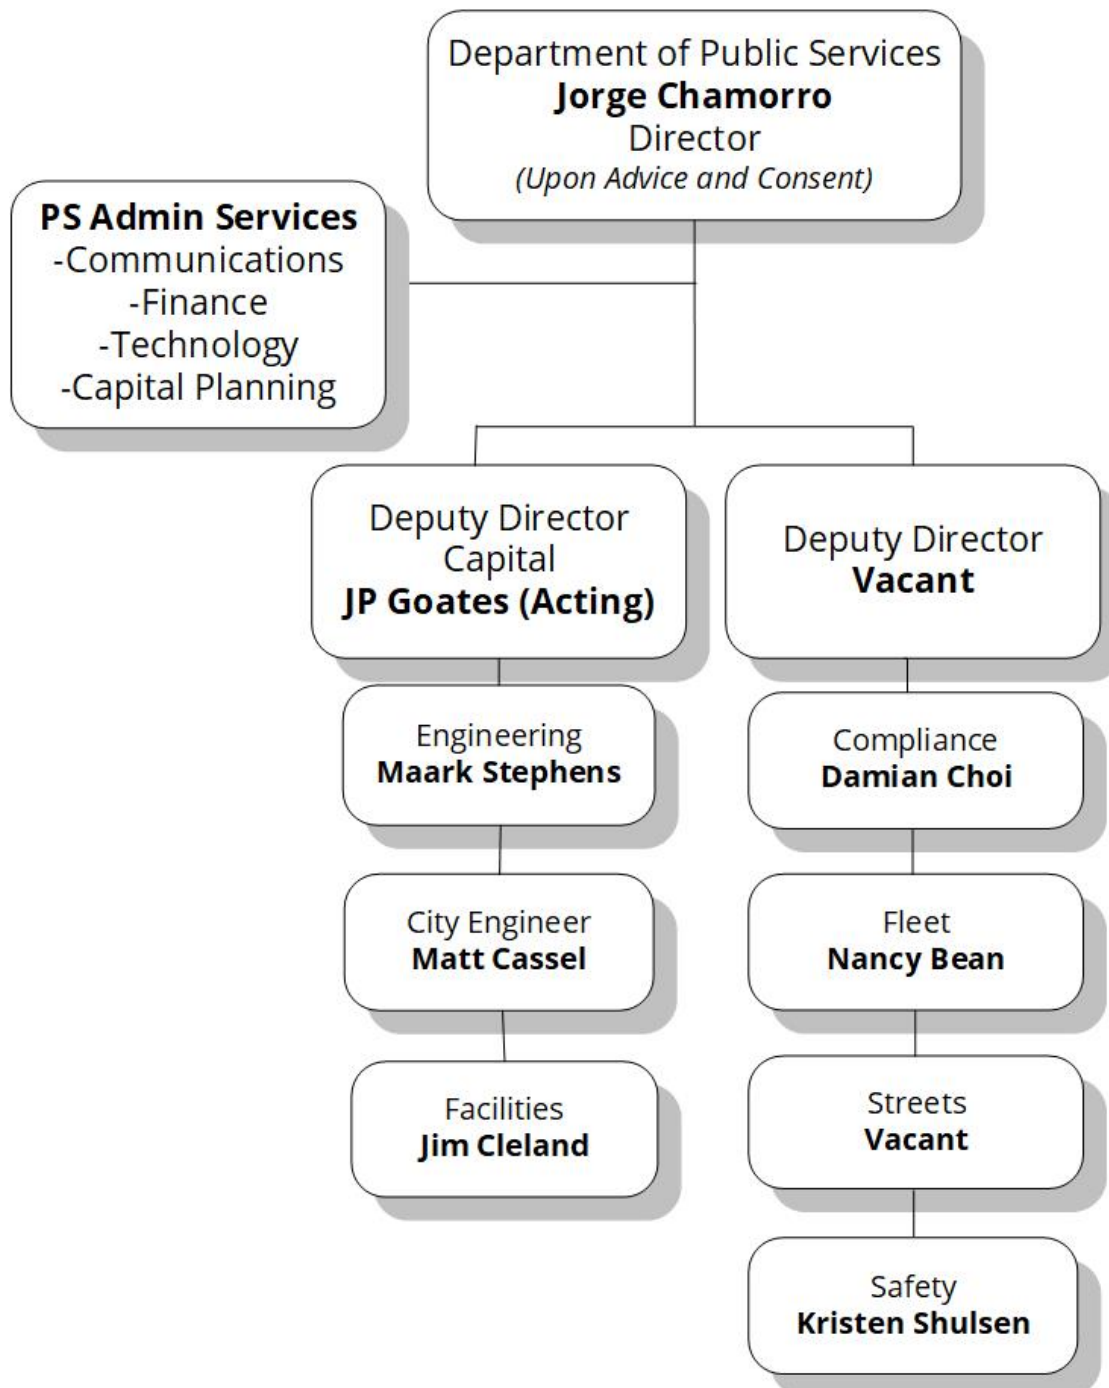 Department of Public Services
Jorge Chamorro
Director
(Upon Advice and Consent)
PS Admin Services
-Communications
-Finance
-Technology
-Capital Planning
Deputy Director
Capital
JP Goates (Acting)
Deputy Director
Vacant
Engineering
Maark Stephens
Compliance
Damian Choi
City Engineer
Matt Cassel
Fleet
Nancy Bean
Facilities
Jim Cleland
Streets
Vacant
Safety
Kristen Shulsen